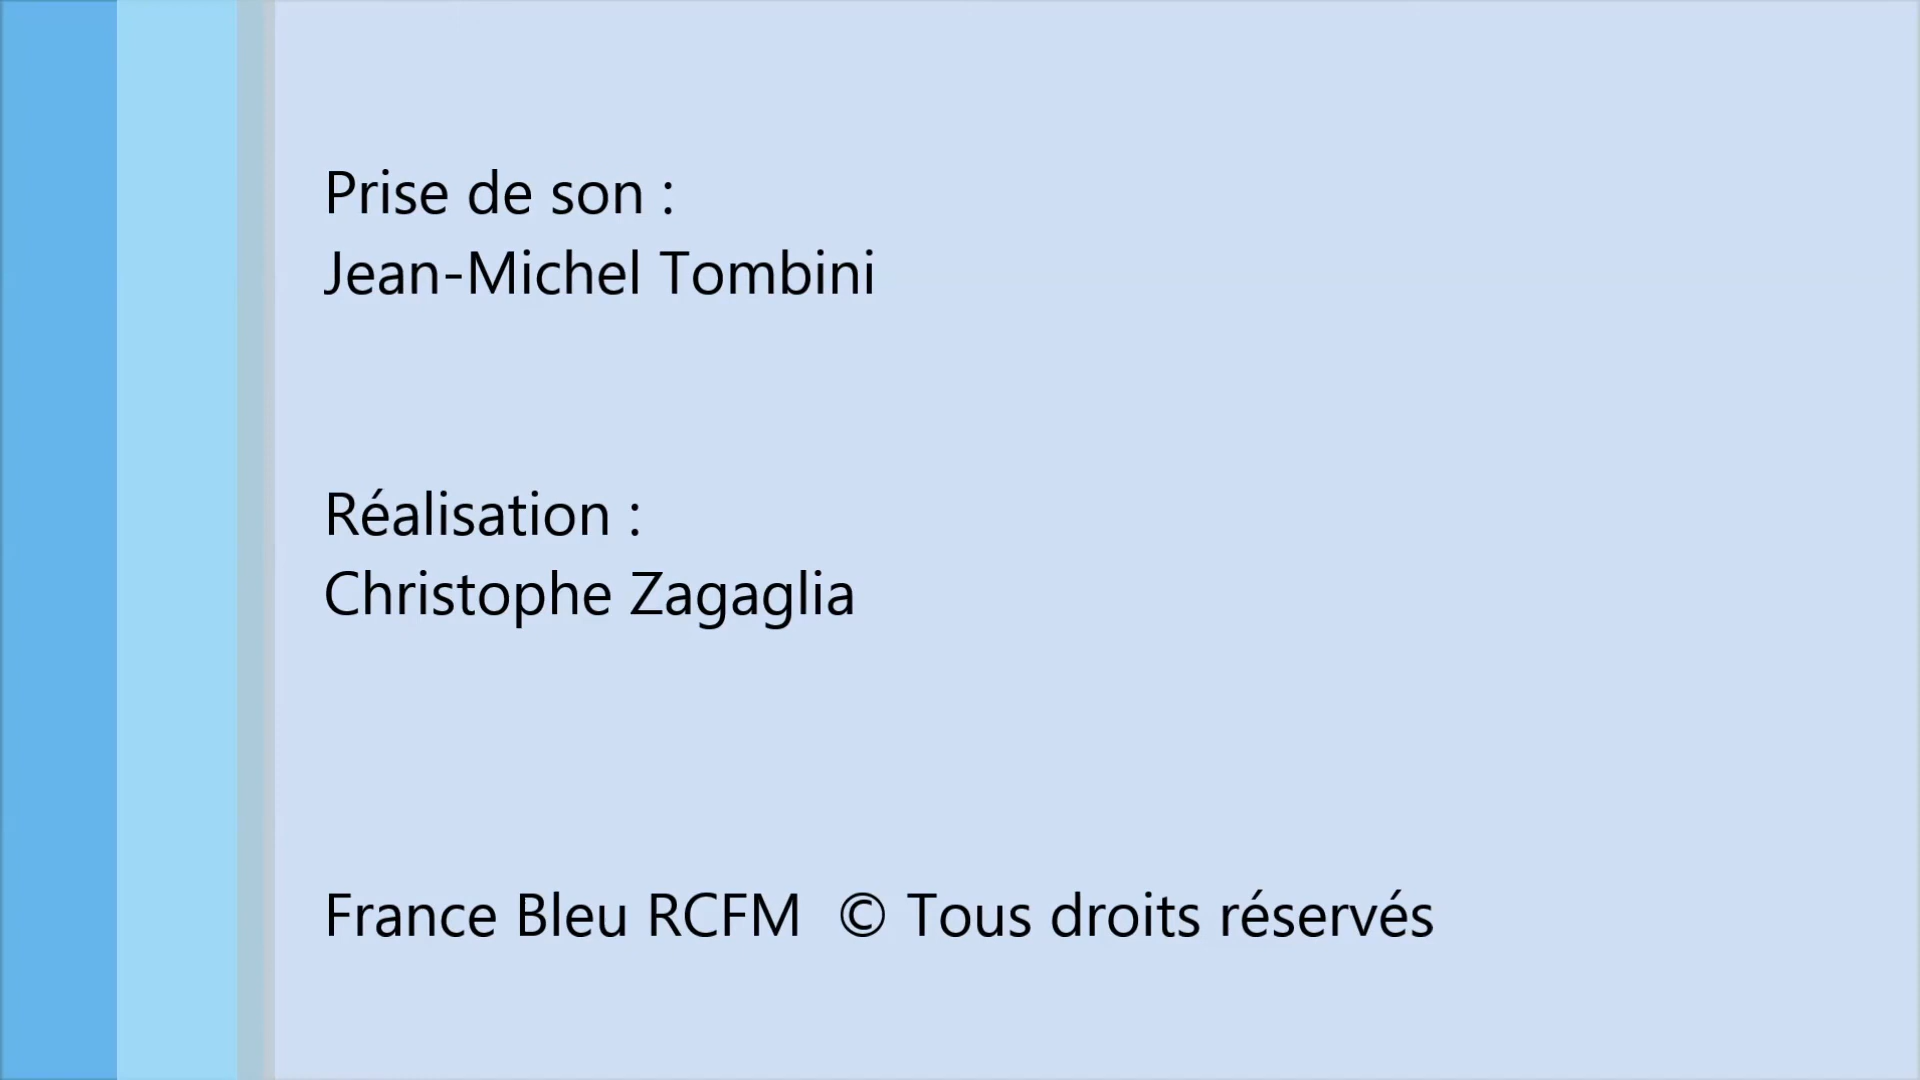 Prise de son :
Jean-Michel Tombini
Réalisation :
Christophe Zagaglia
France Bleu RCFM © Tous droits réservés